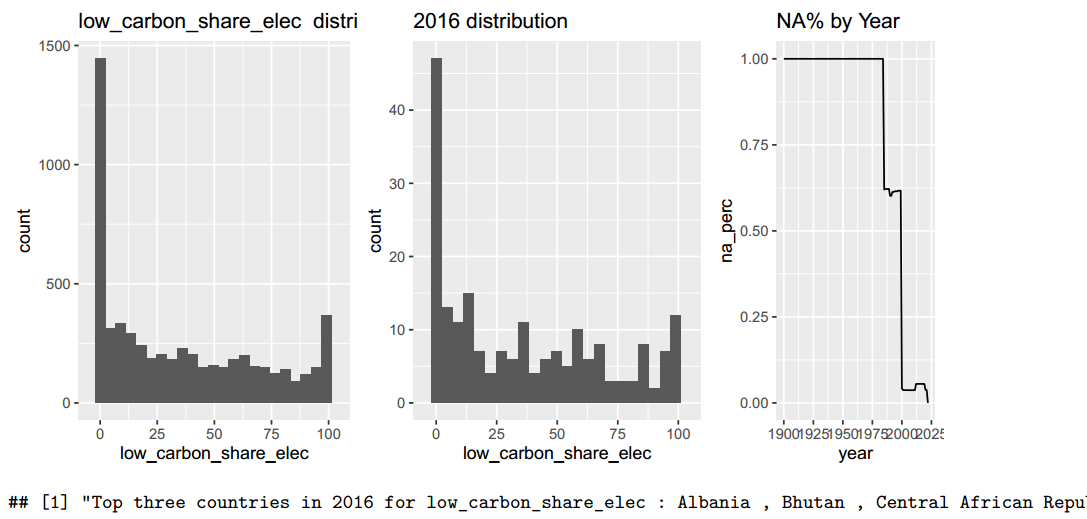 low_carbon_share_elec distri
2016 distribution
NA% by Year
1500
1000
500
0
count
0 25 50 75 100
low_carbon_share_elec
40
30
20
10
0
count
0 25 50 75 100
low_carbon_share_elec
1.00
0.75
0.50
0.25
0.00
na_perc
1900 1925 1950 1975 2000 2025
year
## [1] "Top three countries in 2016 for low_carbon_share_elec : Albania , Bhutan , Central African Repu